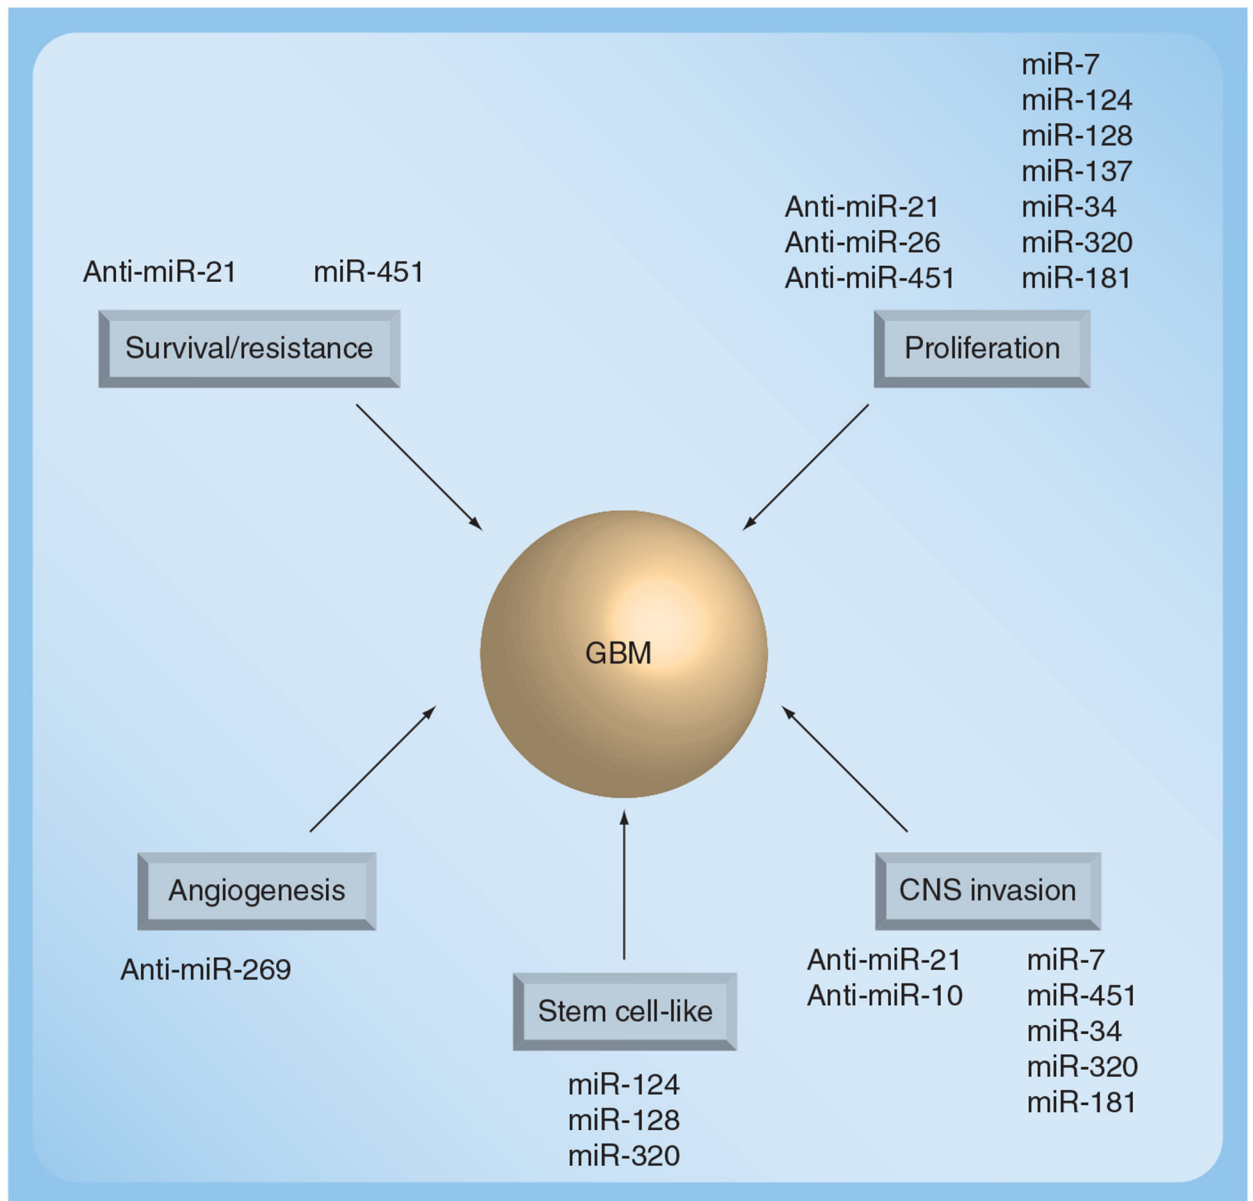 Anti-miR-21 miR-451
Survival/resistance
miR-7
miR-124
miR-128
miR-137
Anti-miR-21 miR-34
Anti-miR-26 miR-320
Anti-miR-451 miR-181
Proliferation
GBM
Angiogenesis
Anti-miR-269
Stem cell-like
miR-124
miR-128
miR-320
CNS invasion
Anti-miR-21 miR-7
Anti-miR-10 miR-451
miR-34
miR-320
miR-181